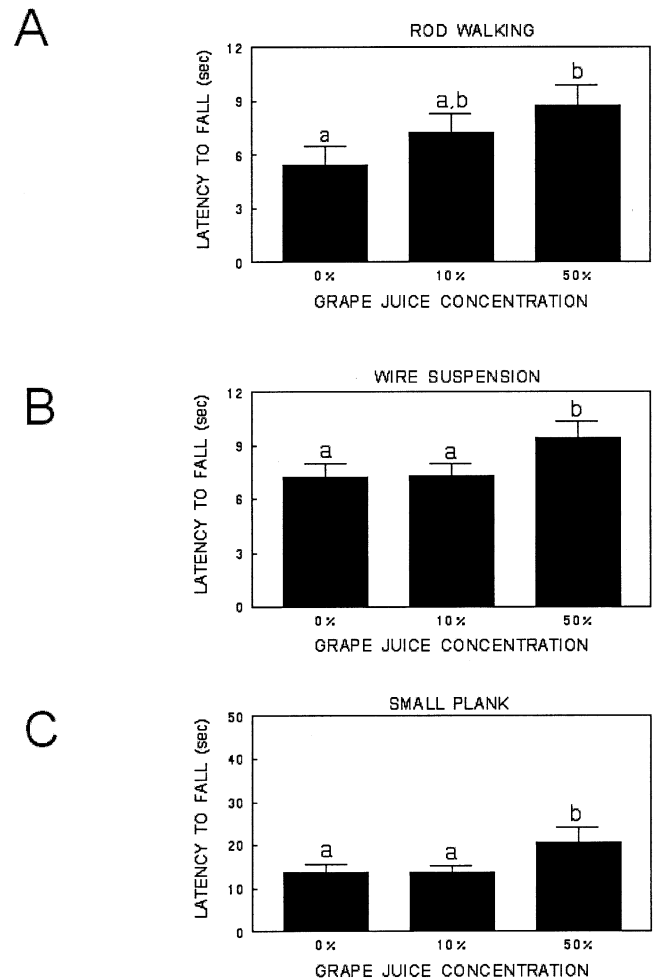 A
ROD WALKING
LATENCY TO FALL (sec)
12
9
6
3
0
a
a,b
b
0%
10%
50%
GRAPE JUICE CONCENTRATION
B
WIRE SUSPENSION
LATENCY TO FALL (sec)
12
9
6
3
0
a
a
b
0%
10%
50%
GRAPE JUICE CONCENTRATION
C
SMALL PLANK
LATENCY TO FALL (sec)
50
40
30
20
10
0
a
a
b
0%
10%
50%
GRAPE JUICE CONCENTRATION